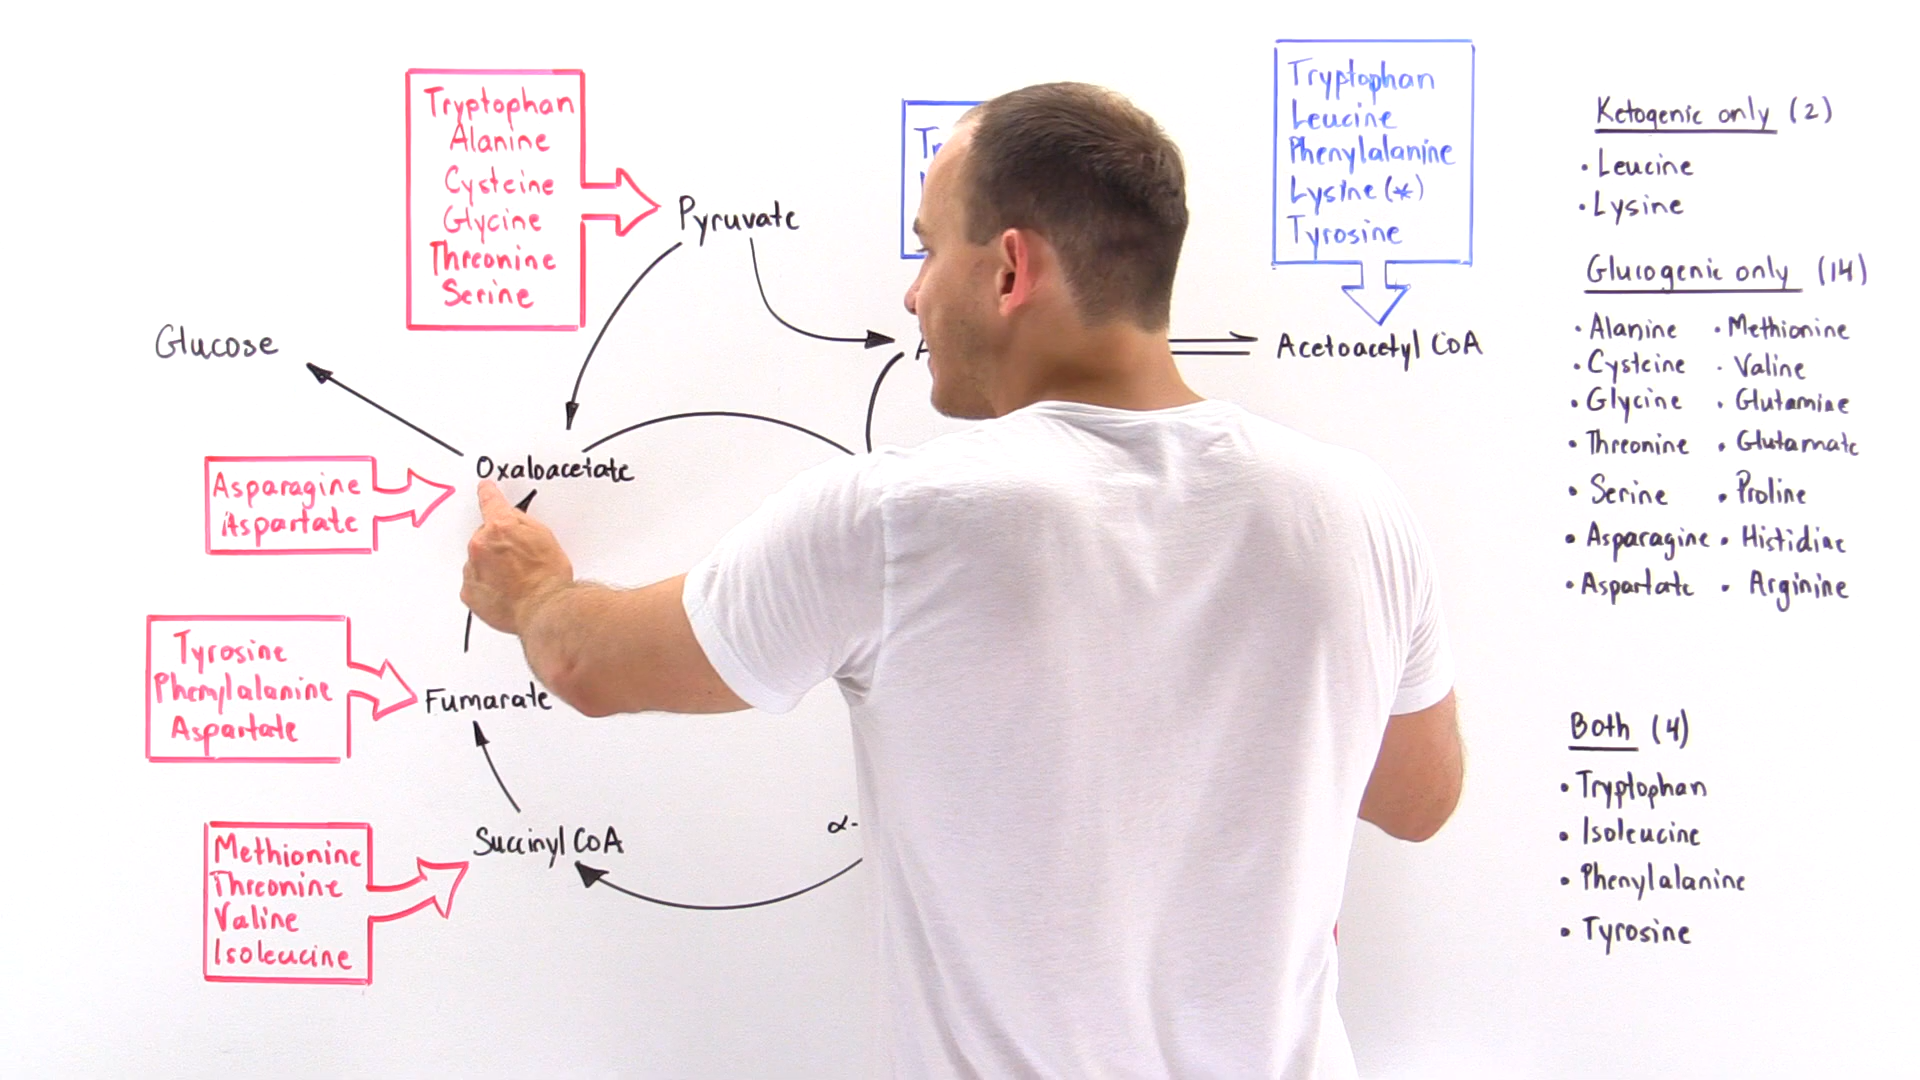 Tryptophan
Alanine
Cysteine
Glycine
Threonine
Serine
Pyruvate
Tryptophan
Leucine
Phenylalanine
Lysine (*)
Tyrosine
Acetoacetyl CoA
Glucose
Oxaloacetate
Asparagine
Aspartate
Tyrosine
Phenylalanine
Aspartate
Fumarate
Methionine
Threonine
Valine
Isoleucine
Succinyl CoA
α-
Ketogenic only (2)
• Leucine
• Lysine
Glucogenic only (14)
• Alanine • Methionine
• Cysteine • Valine
• Glycine • Glutamine
• Threonine • Glutamate
• Serine • Proline
• Asparagine • Histidine
• Aspartate • Arginine
Both (4)
• Tryptophan
• Isoleucine
• Phenylalanine
• Tyrosine